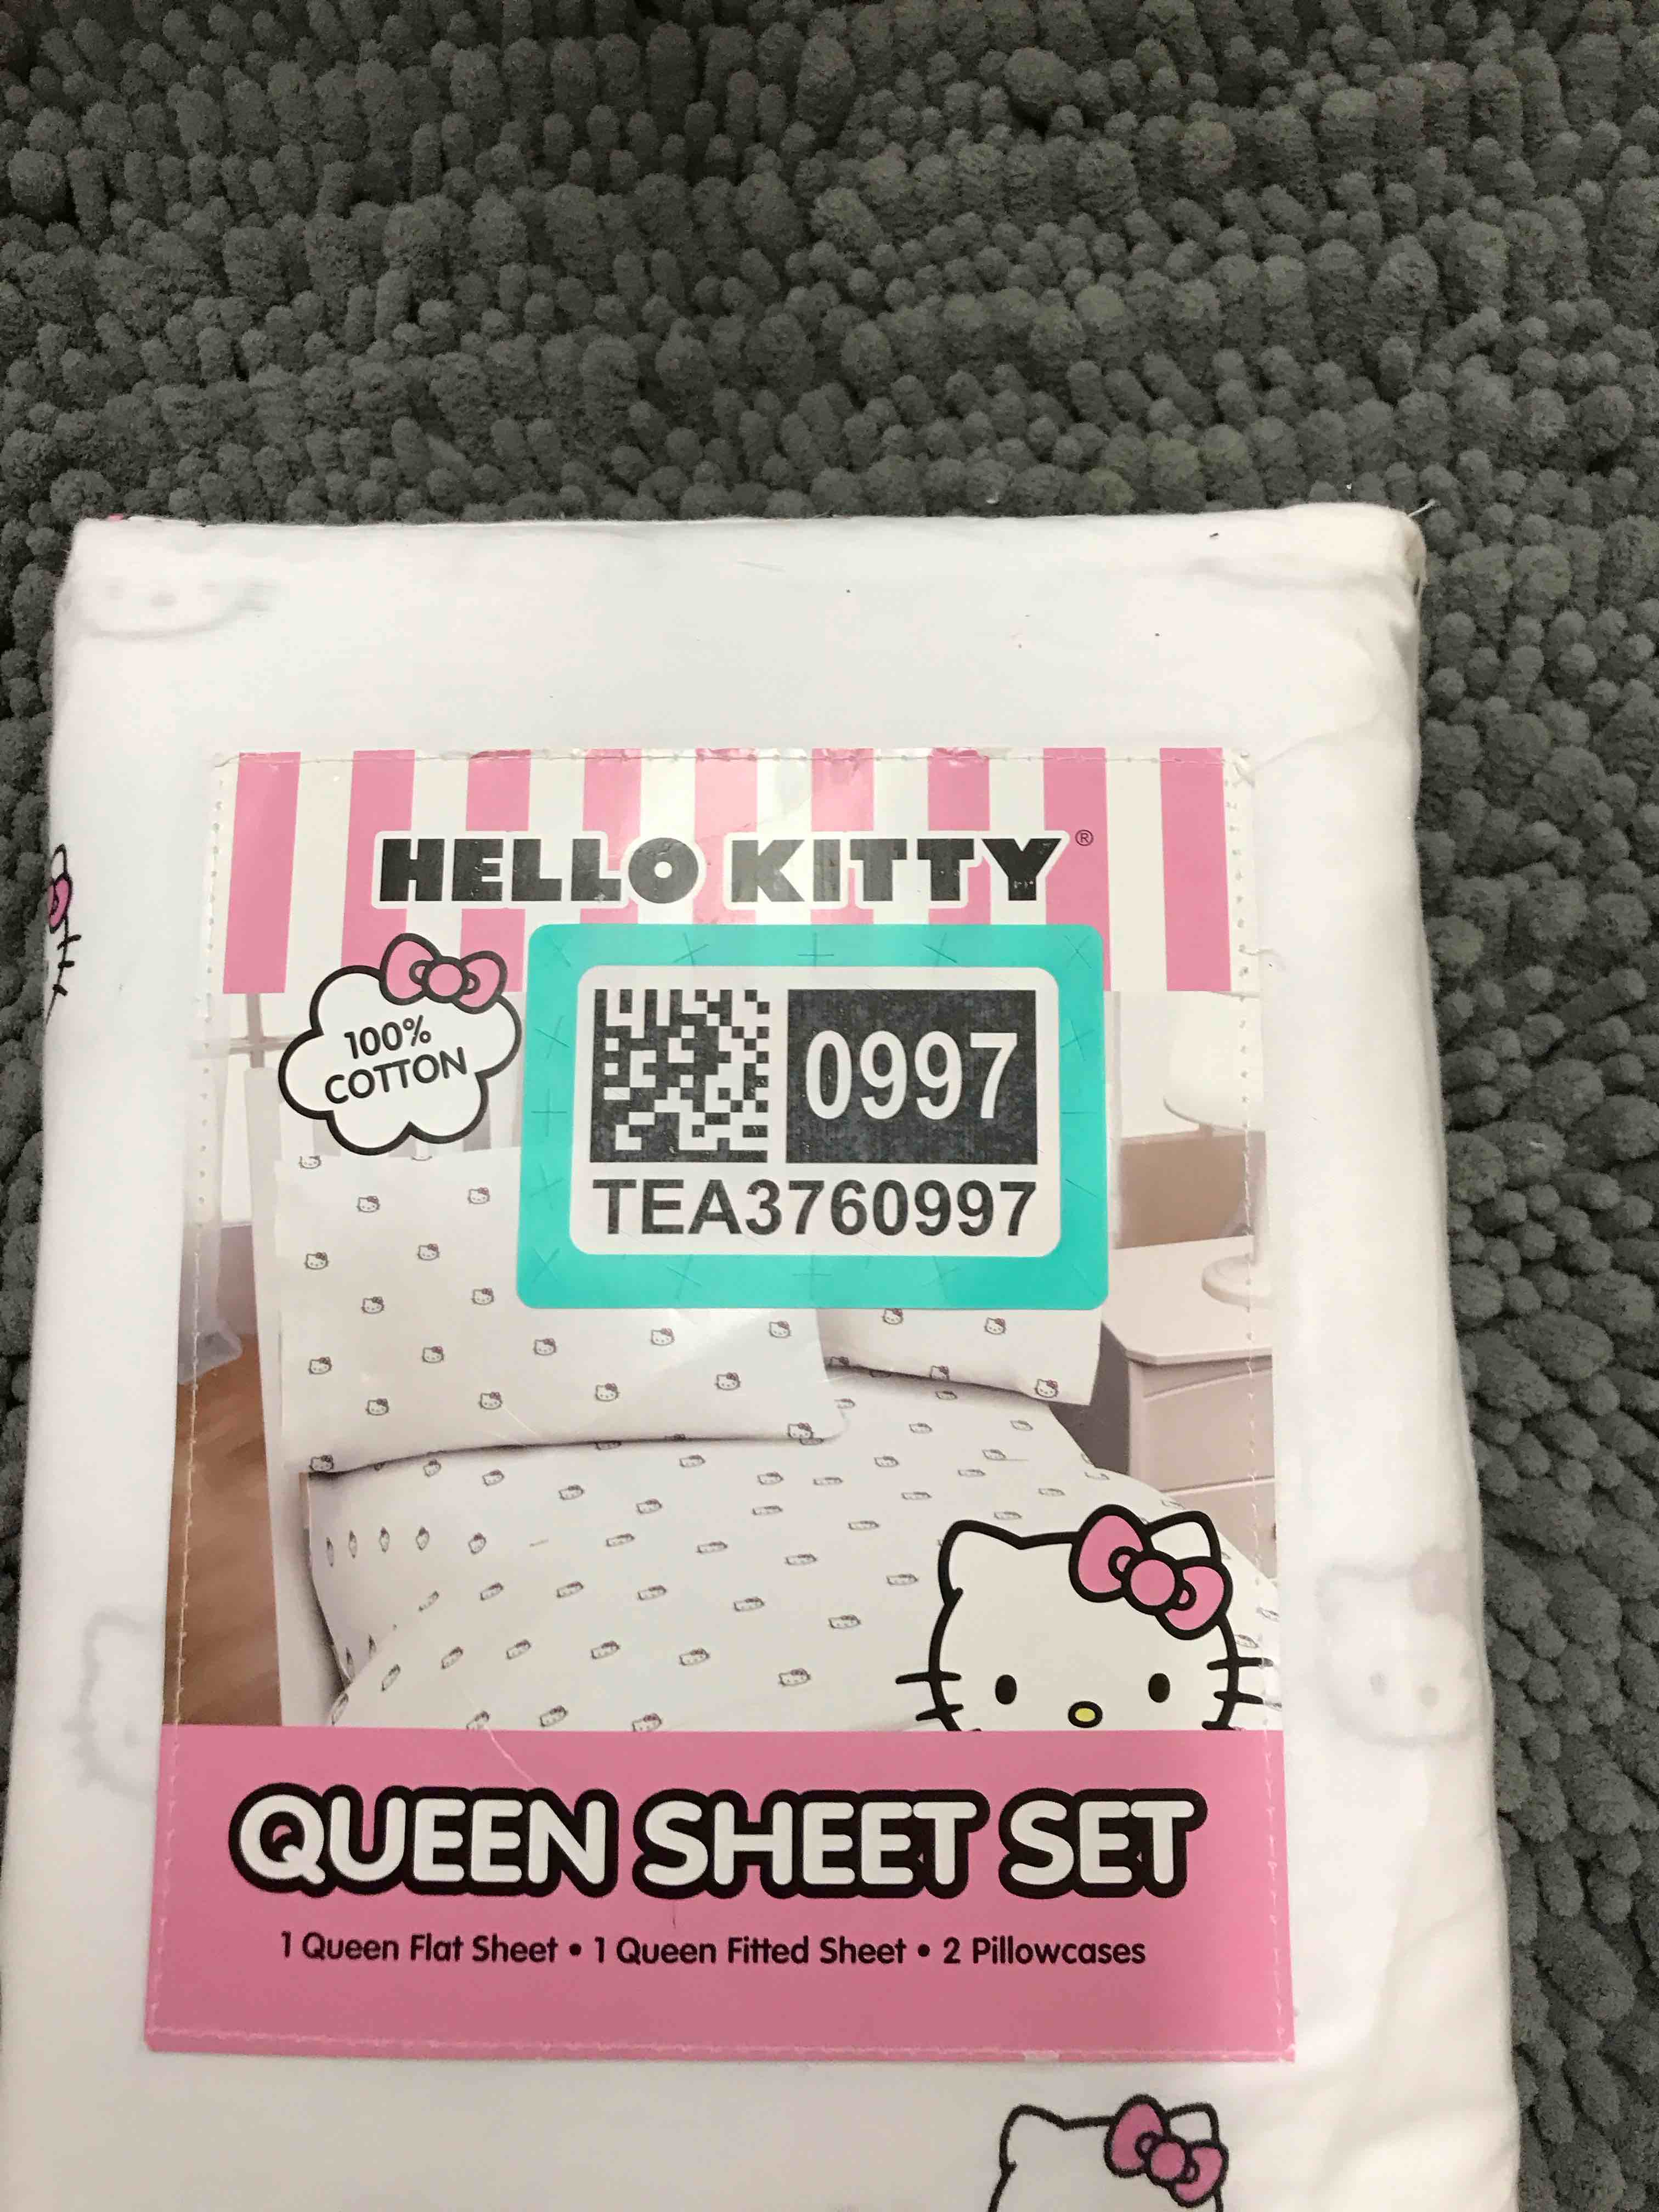 HELLO KITTY®
100%
COTTON
0997
TEA3760997
QUEEN SHEET SET
1 Queen Flat Sheet • 1 Queen Fitted Sheet • 2 Pillowcases